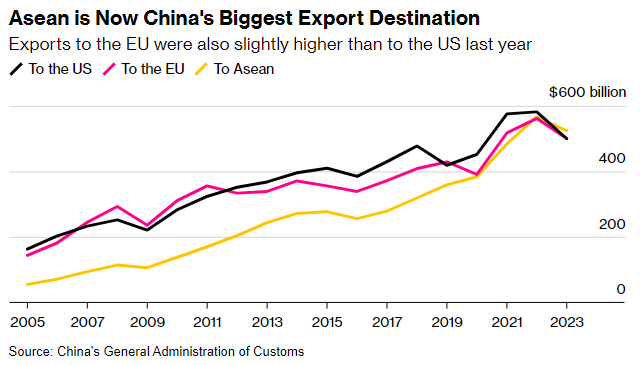 Asean is Now China's Biggest Export Destination
Exports to the EU were also slightly higher than to the US last year
To the US To the EU To Asean
$600 billion
400
200
0
2005 2007 2009 2011 2013 2015 2017 2019 2021 2023
Source: China's General Administration of Customs